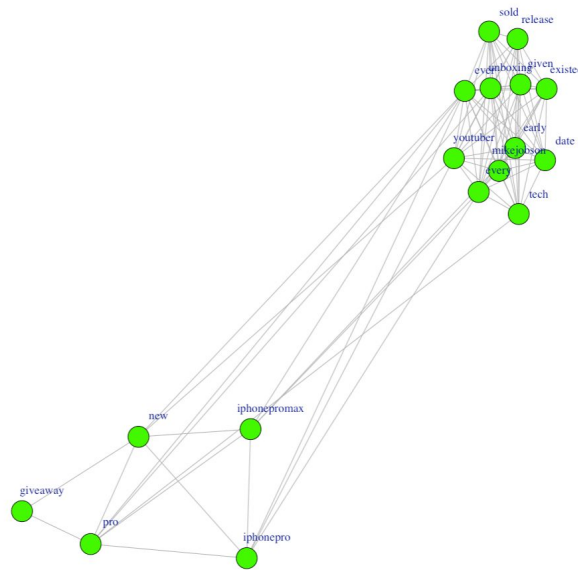 sold
release
ever
unboxing
given
existed
early
youtuber
date
mikejobson
every
tech
iphonepromax
new
giveaway
pro
iphonepro